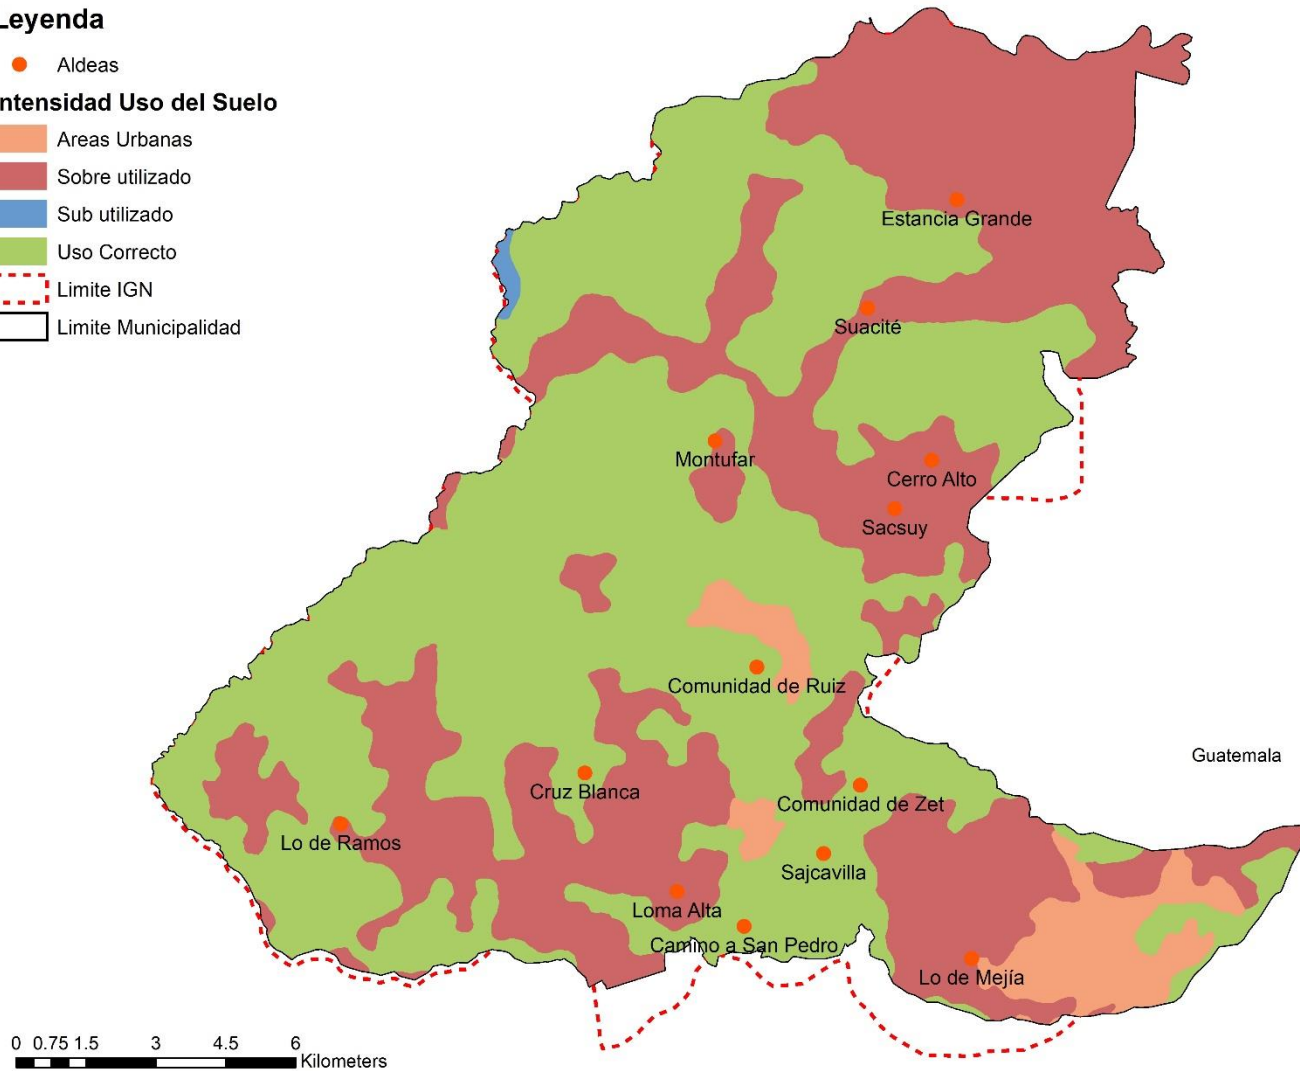 Leyenda
Aldeas
ntensidad Uso del Suelo
Areas Urbanas
Sobre utilizado
Sub utilizado
Uso Correcto
Limite IGN
Limite Municipalidad
Estancia Grande
Suacité
Montufar
Cerro Alto
Sacsuy
Comunidad de Ruiz
Guatemala
Cruz Blanca
Comunidad de Zet
Lo de Ramos
Sajcavilla
Loma Alta
Camino a San Pedro
Lo de Mejía
0 0.75 1.5 3 4.5 6
Kilometers